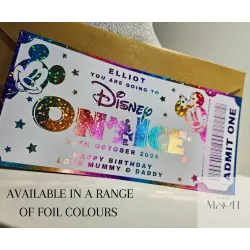 ELLIOT
YOU ARE GOING TO
Disney
ON ICE
OCTOBER 2024
HAPPY BIRTHDAY
LOVE MUMMY & DADDY
ADMIT ONE
AVAILABLE IN A RANGE
OF FOIL COLOURS